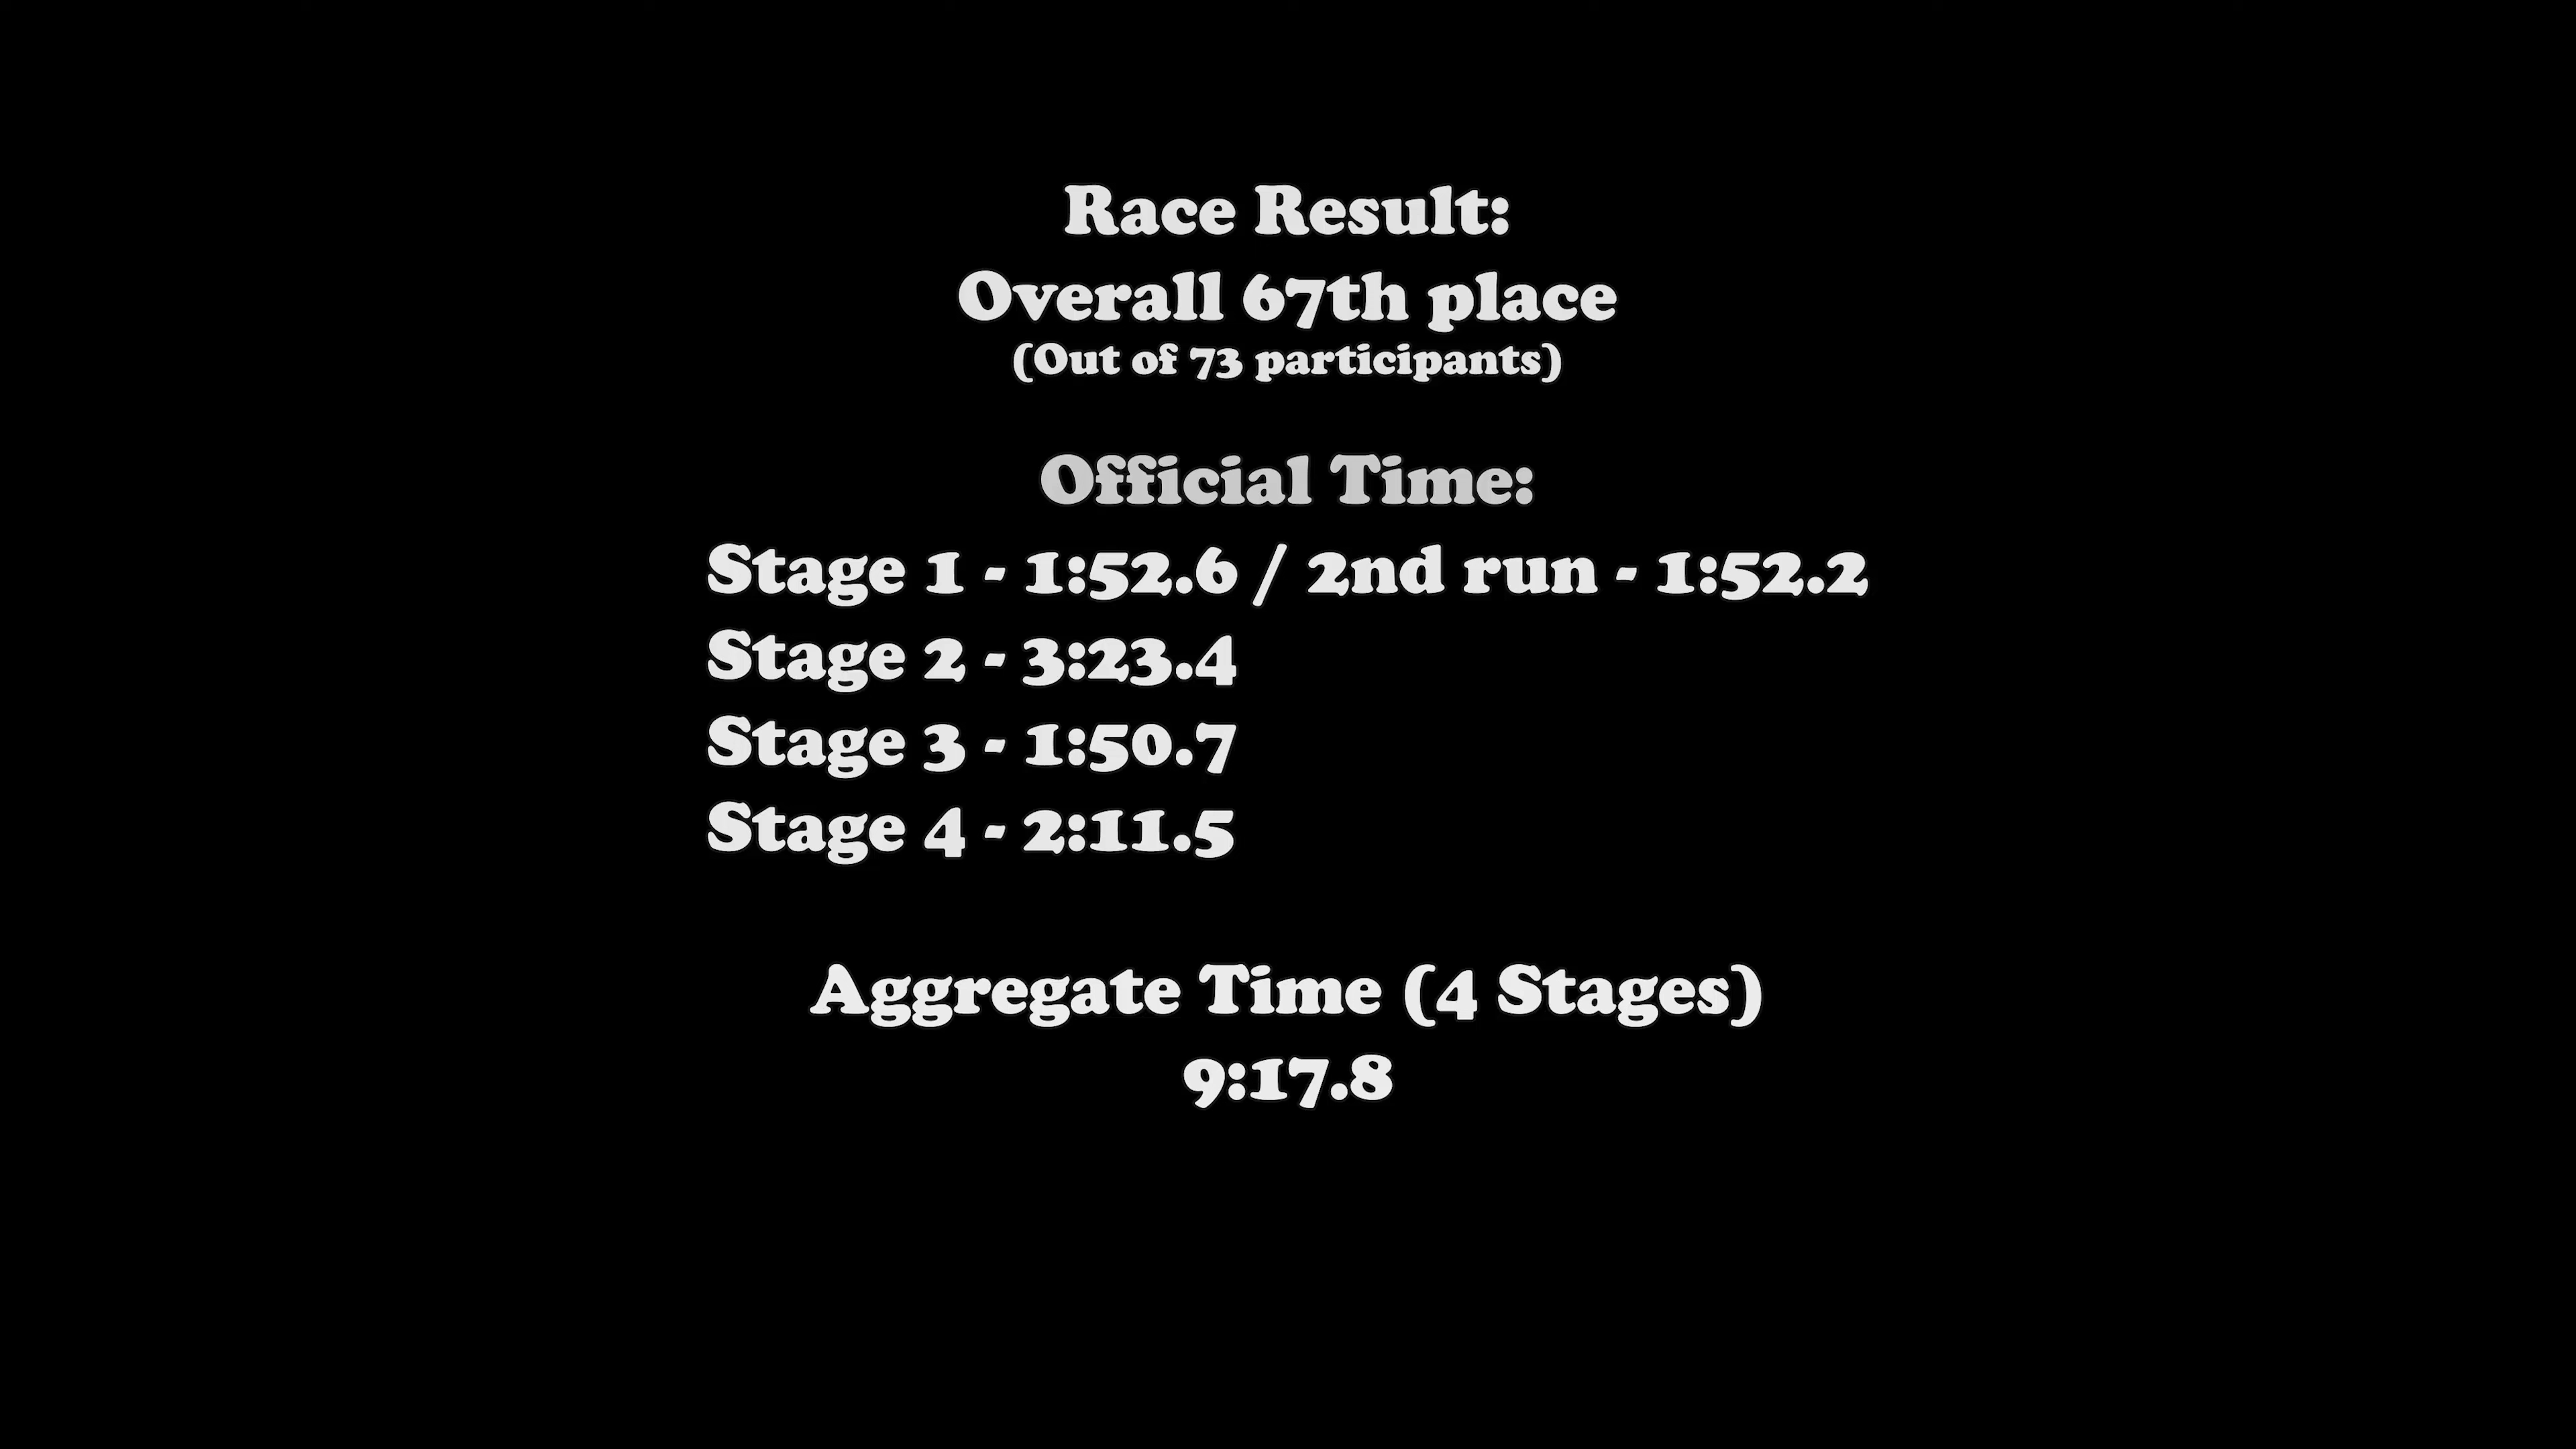 Race Result:
Overall 67th place
(Out of 73 participants)
Official Time:
Stage 1 - 1:52.6 / 2nd run - 1:52.2
Stage 2 - 3:23.4
Stage 3 - 1:50.7
Stage 4 - 2:11.5
Aggregate Time (4 Stages)
9:17.8